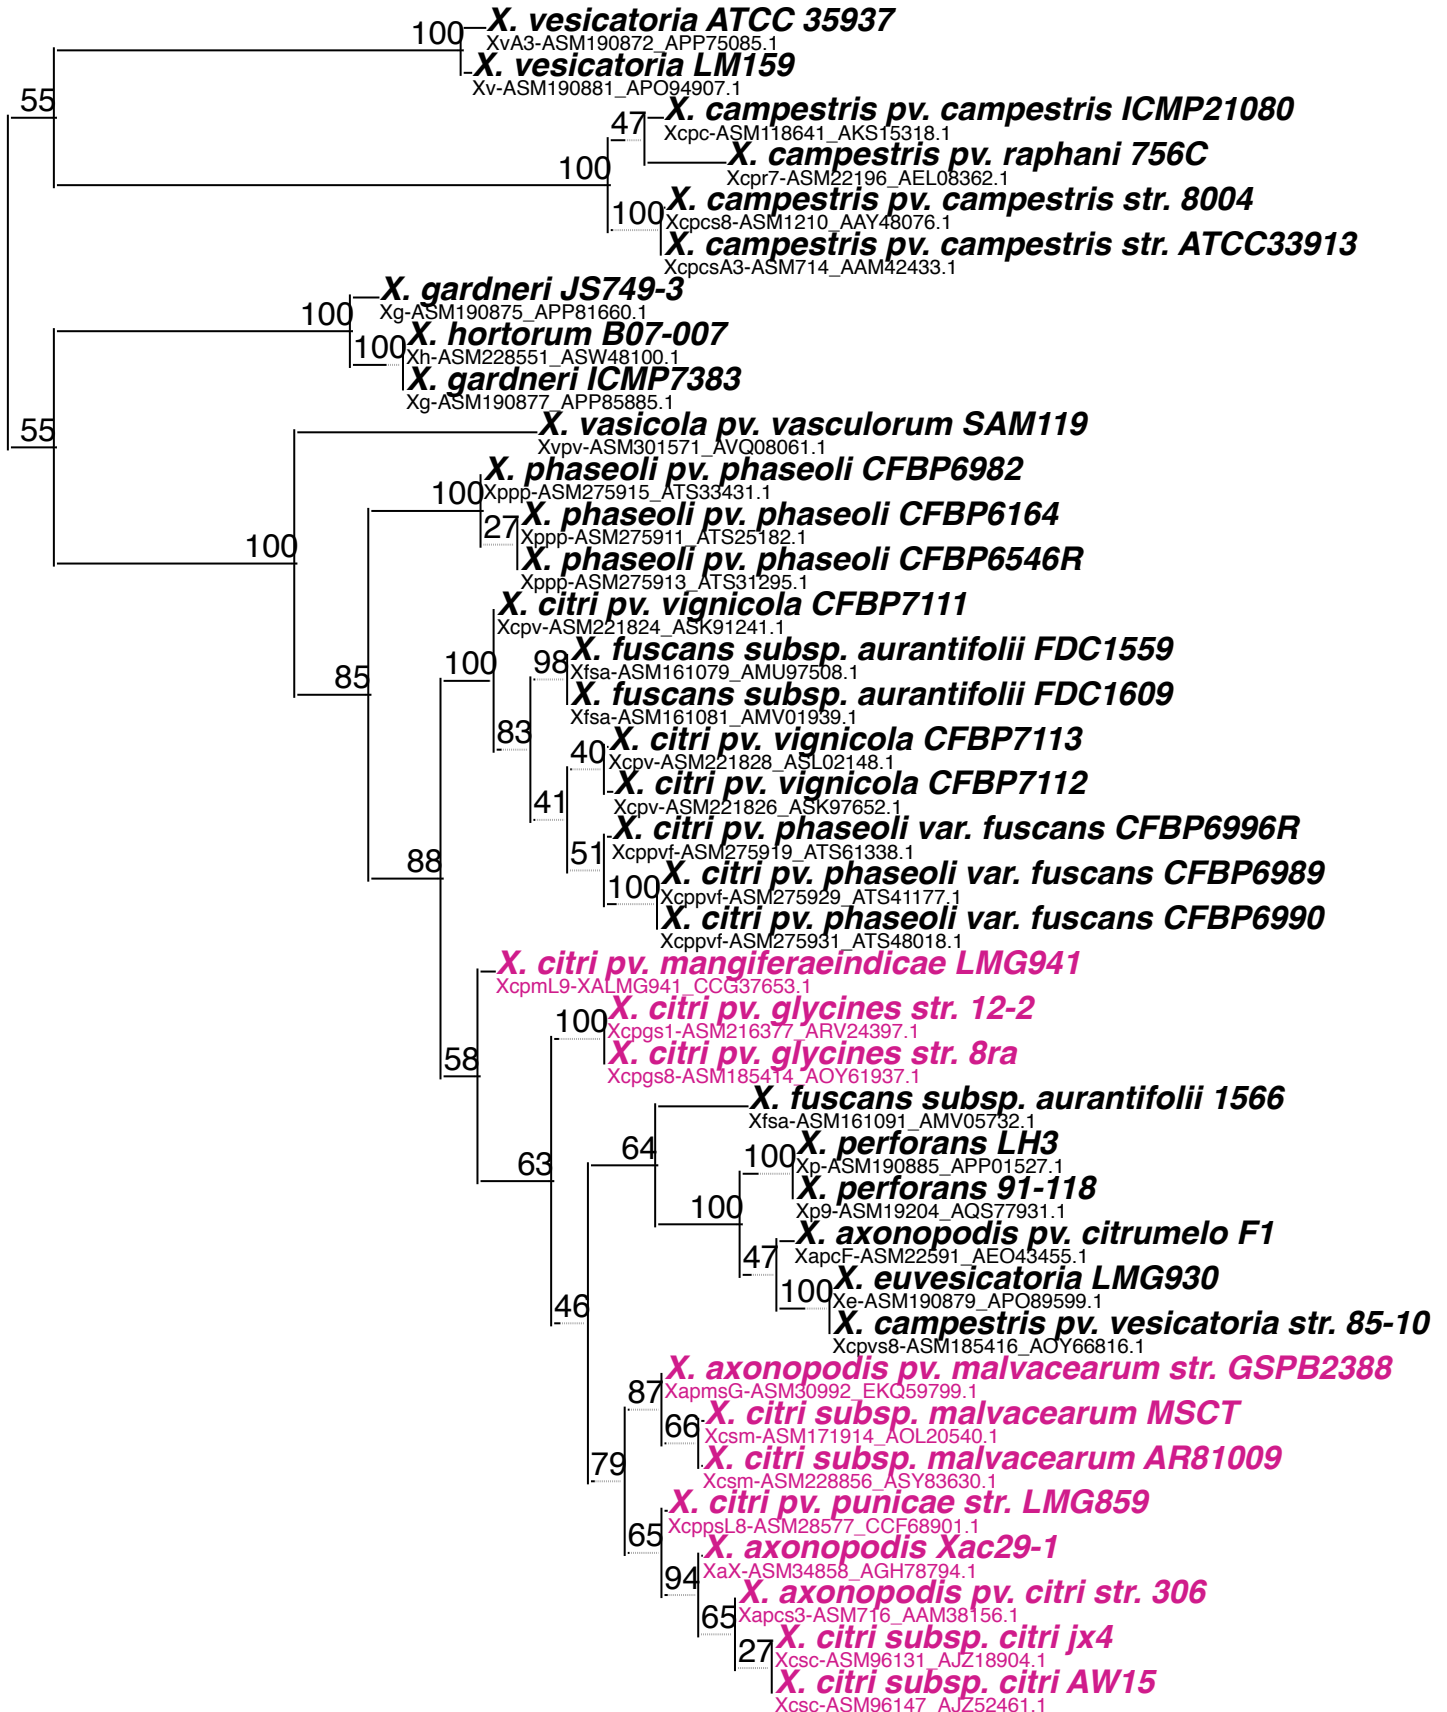 X. vesicatoria ATCC 35937
100
XvA3-ASM190872_APP75085.1
X. vesicatoria LM159
Xv-ASM190881_APO94907.1
55
X. campestris pv. campestris ICMP21080
47
Xcpc-ASM118641_AKS15318.1
X. campestris pv. raphani 756C
100
Xcpr7-ASM22196_AEL08362.1
X. campestris pv. campestris str. 8004
100
Xcpcs8-ASM1210_AAY48076.1
X. campestris pv. campestris str. ATCC33913
XcpcsA3-ASM714_AAM42433.1
X. gardneri JS749-3
100
Xg-ASM190875_APP81660.1
X. hortorum B07-007
100
Xh-ASM228551_ASW48100.1
X. gardneri ICMP7383
Xg-ASM190877_APP85885.1
55
X. vasicola pv. vasculorum SAM119
Xvpv-ASM301571_AVQ08061.1
X. phaseoli pv. phaseoli CFBP6982
100
Xppp-ASM275915_ATS33431.1
X. phaseoli pv. phaseoli CFBP6164
27
Xppp-ASM275911_ATS25182.1
100
X. phaseoli pv. phaseoli CFBP6546R
Xppp-ASM275913_ATS31295.1
X. citri pv. vignicola CFBP7111
Xcpv-ASM221824_ASK91241.1
X. fuscans subsp. aurantifolii FDC1559
100
98
Xfsa-ASM161079_AMU97508.1
85
X. fuscans subsp. aurantifolii FDC1609
Xfsa-ASM161081_AMV01939.1
83
X. citri pv. vignicola CFBP7113
40
Xcpv-ASM221828_ASL02148.1
X. citri pv. vignicola CFBP7112
41
Xcpv-ASM221826_ASK97652.1
X. citri pv. phaseoli var. fuscans CFBP6996R
51
Xcppvf-ASM275919_ATS61338.1
88
X. citri pv. phaseoli var. fuscans CFBP6989
100
Xcppvf-ASM275929_ATS41177.1
X. citri pv. phaseoli var. fuscans CFBP6990
Xcppvf-ASM275931_ATS48018.1
X. citri pv. mangiferaeindicae LMG941
XcpmL9-XALMG941_CCG37653.1
X. citri pv. glycines str. 12-2
100
Xcpgs1-ASM216377_ARV24397.1
58
X. citri pv. glycines str. 8ra
Xcpgs8-ASM185414_AOY61937.1
X. fuscans subsp. aurantifolii 1566
Xfsa-ASM161091_AMV05732.1
64
X. perforans LH3
63
100
Xp-ASM190885_APP01527.1
X. perforans 91-118
100
Xp9-ASM19204_AQS77931.1
X. axonopodis pv. citrumelo F1
47
XapcF-ASM22591_AEO43455.1
X. euvesicatoria LMG930
100
Xe-ASM190879_APO89599.1
46
X. campestris pv. vesicatoria str. 85-10
Xcpvs8-ASM185416_AOY66816.1
X. axonopodis pv. malvacearum str. GSPB2388
87
XapmsG-ASM30992_EKQ59799.1
X. citri subsp. malvacearum MSCT
66
Xcsm-ASM171914_AOL20540.1
79
X. citri subsp. malvacearum AR81009
Xcsm-ASM228856_ASY83630.1
X. citri pv. punicae str. LMG859
65
XcppsL8-ASM28577_CCF68901.1
X. axonopodis Xac29-1
94
XaX-ASM34858_AGH78794.1
X. axonopodis pv. citri str. 306
65
Xapcs3-ASM716_AAM38156.1
X. citri subsp. citri jx4
27
Xcsc-ASM96131_AJZ18904.1
X. citri subsp. citri AW15
Xcsc-ASM96147_AJZ52461.1